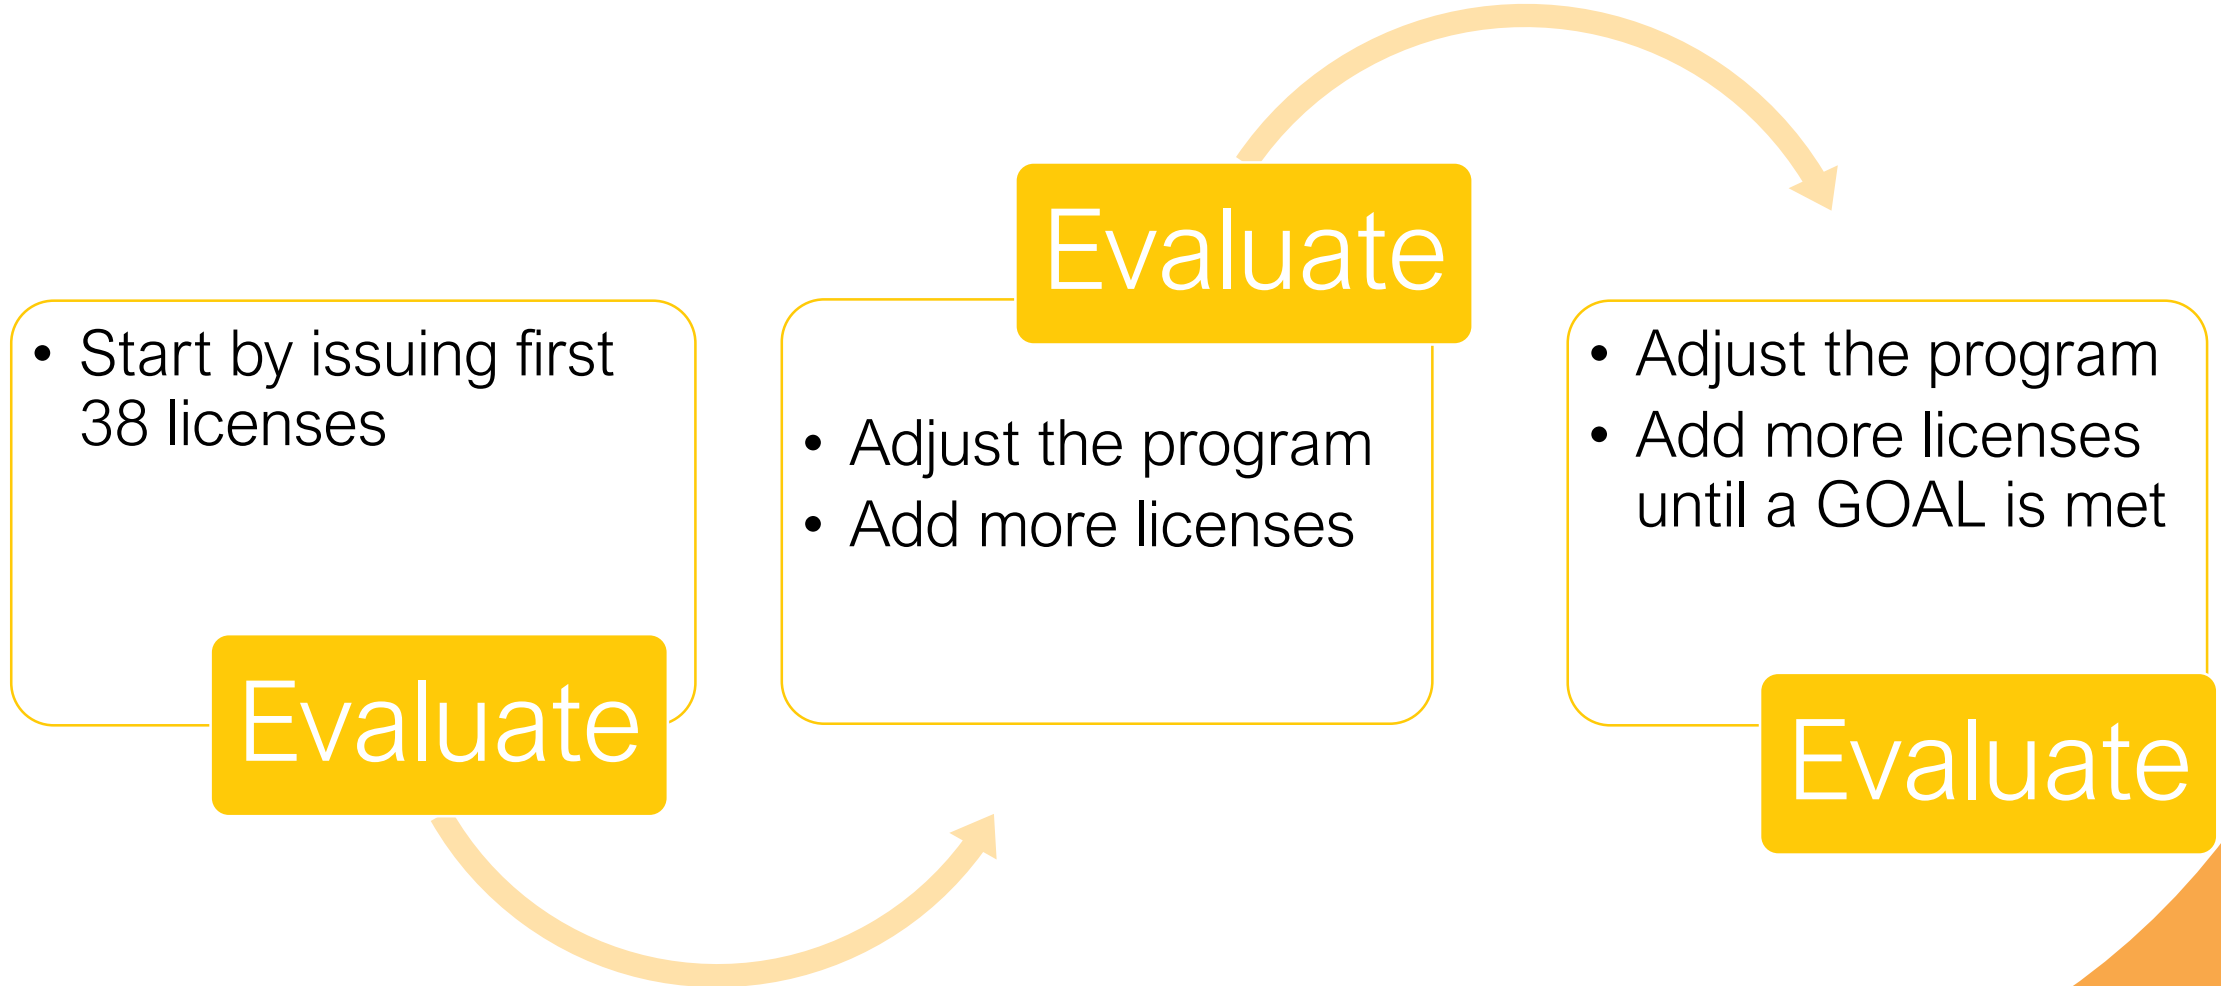 • Start by issuing first
38 licenses
Evaluate
Evaluate
• Adjust the program
• Add more licenses
• Adjust the program
• Add more licenses
until a GOAL is met
Evaluate